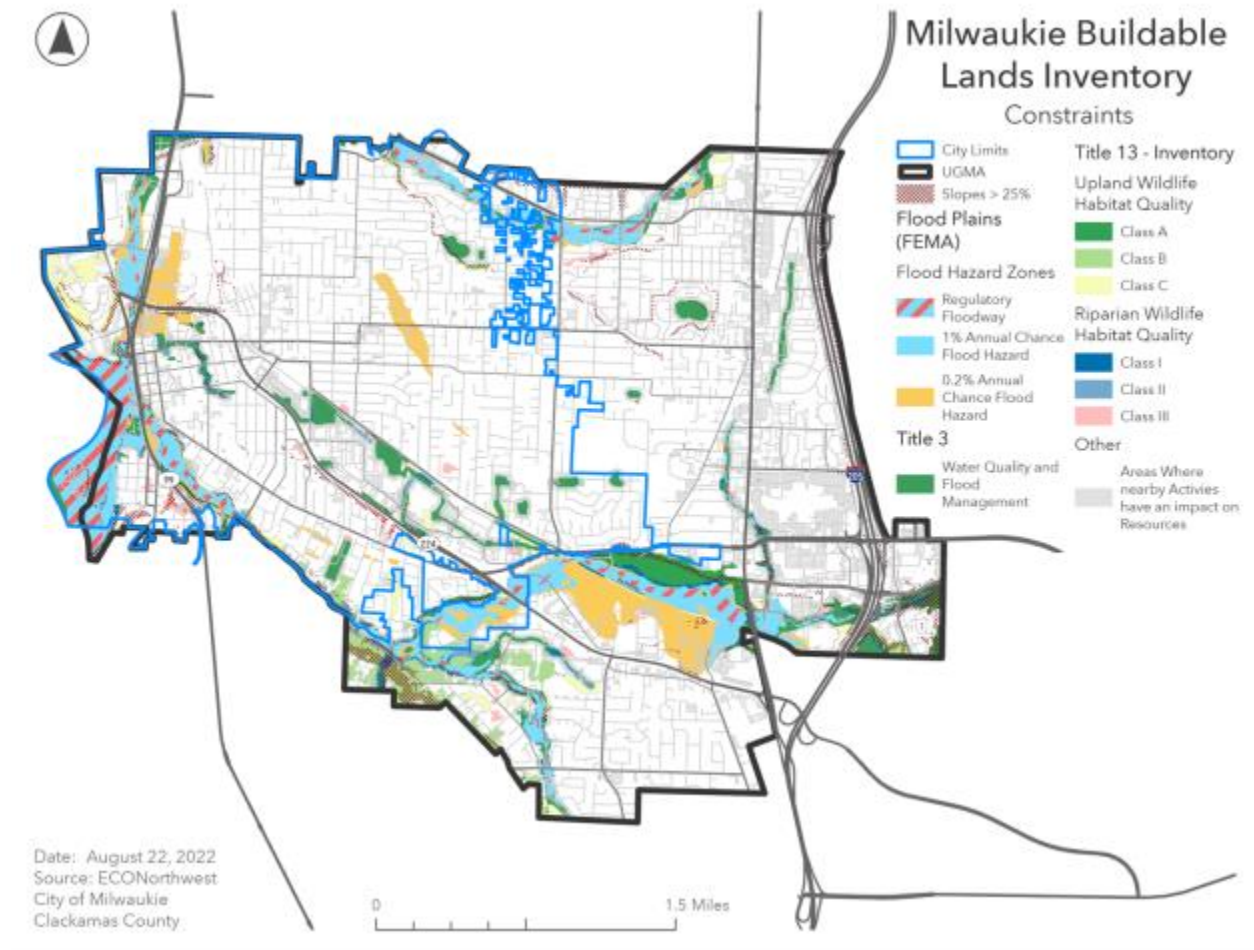 Milwaukie Buildable
Lands Inventory
Constraints
City Limits
UGMA
Slopes > 25%
Flood Plains
(FEMA)
Flood Hazard Zones
Regulatory
Floodway
1% Annual Chance
Flood Hazard
0.2% Annual
Chance Flood
Hazard
Title 3
Water Quality and
Flood
Management
Title 13 - Inventory
Upland Wildlife
Habitat Quality
Class A
Class B
Class C
Riparian Wildlife
Habitat Quality
Class I
Class II
Class III
Other
Areas Where
nearby Activies
have an impact on
Resources
99
224
205
Date: August 22, 2022
Source: ECONorthwest
City of Milwaukie
Clackamas County
0
1.5 Miles